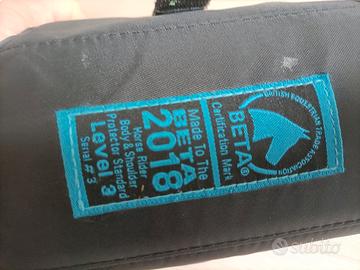 BRITISH EQUESTRIAN TRADE ASSOCIATION
BETA®
Certification Mark
Made To The
BETA
2018
Horse Rider
Body & Shoulder
Protector Standard
Level 3
Serial # 3
subito